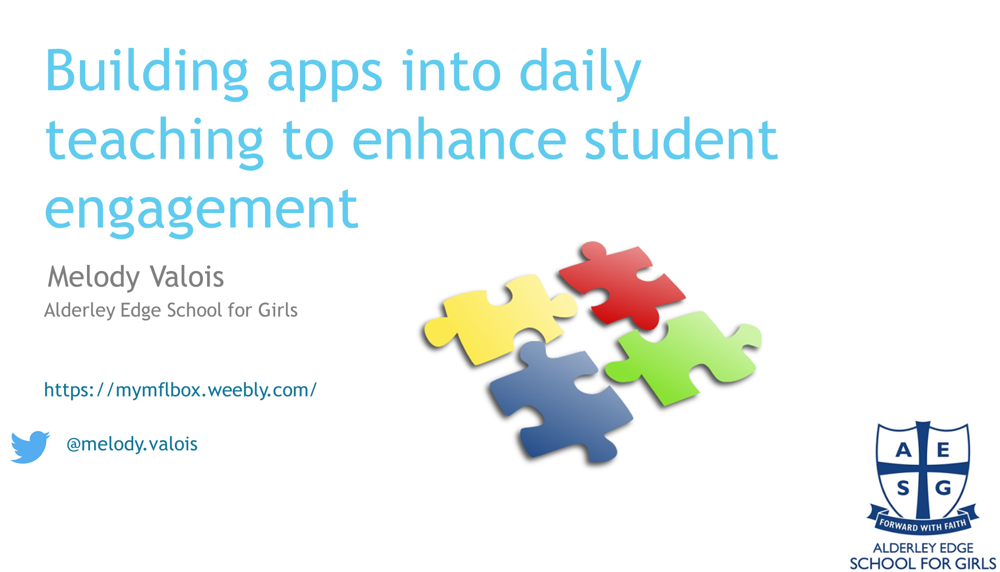 Building apps into daily
teaching to enhance student
engagement
Melody Valois
Alderley Edge School for Girls
https://mymflbox.weebly.com/
@melody.valois
A E
S G
FORWARD WITH FAITH
ALDERLEY EDGE
SCHOOL FOR GIRLS